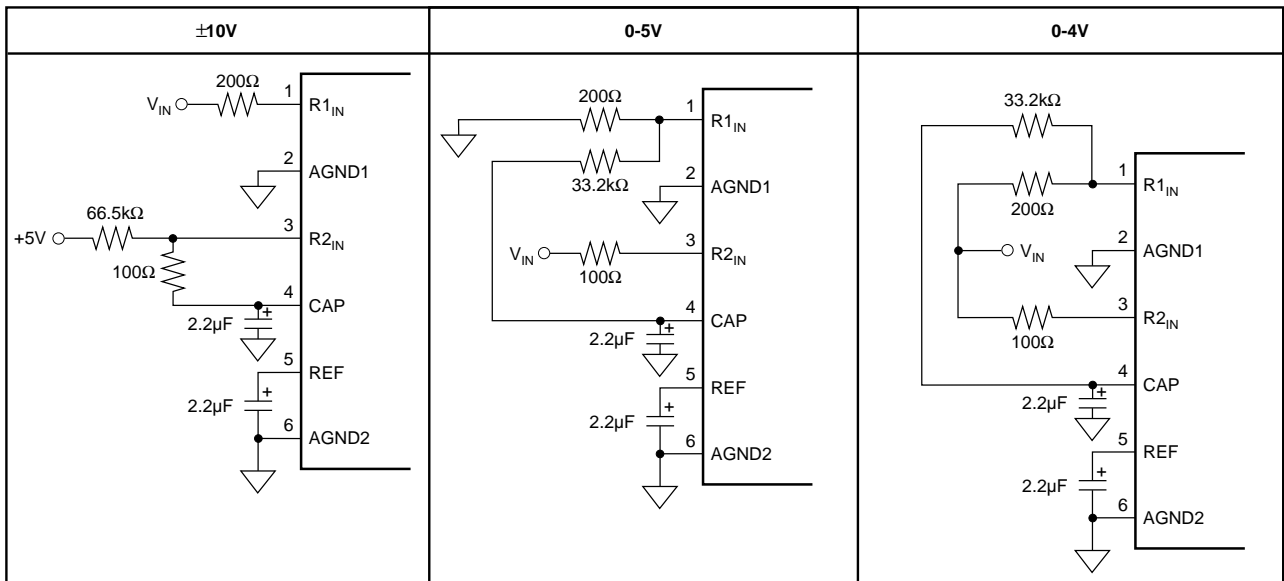 ±10V
200Ω
1
V_IN
R1_IN
2
AGND1
66.5kΩ
3
+5V
R2_IN
100Ω
4
CAP
+
2.2µF
5
REF
+
2.2µF
6
AGND2
0-5V
200Ω
1
R1_IN
33.2kΩ
2
AGND1
3
V_IN
R2_IN
100Ω
4
CAP
+
2.2µF
5
REF
+
2.2µF
6
AGND2
0-4V
33.2kΩ
1
R1_IN
200Ω
2
V_IN
AGND1
3
R2_IN
100Ω
4
CAP
+
2.2µF
5
REF
+
2.2µF
6
AGND2